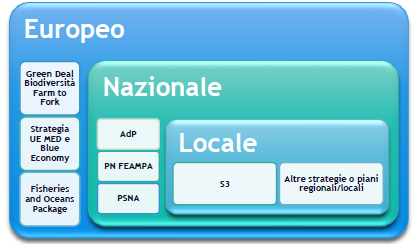 Europeo
Green Deal
Biodiversità
Farm to
Fork
Strategia
UE MED e
Blue
Economy
Fisheries
and Oceans
Package
Nazionale
AdP
PN FEAMPA
PSNA
Locale
S3
Altre strategie o piani
regionali/locali